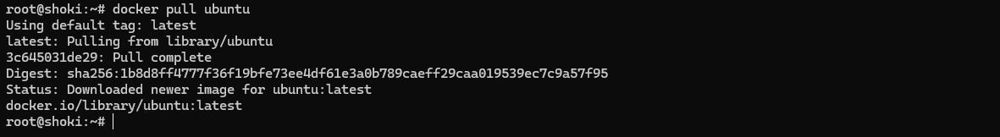 root@shoki:~# docker pull ubuntu
Using default tag: latest
latest: Pulling from library/ubuntu
3c645031de29: Pull complete
Digest: sha256:1b8d8ff4777f36f19bfe73ee4df61e3a0b789caeff29caa019539ec7c9a57f95
Status: Downloaded newer image for ubuntu:latest
docker.io/library/ubuntu:latest
root@shoki:~#